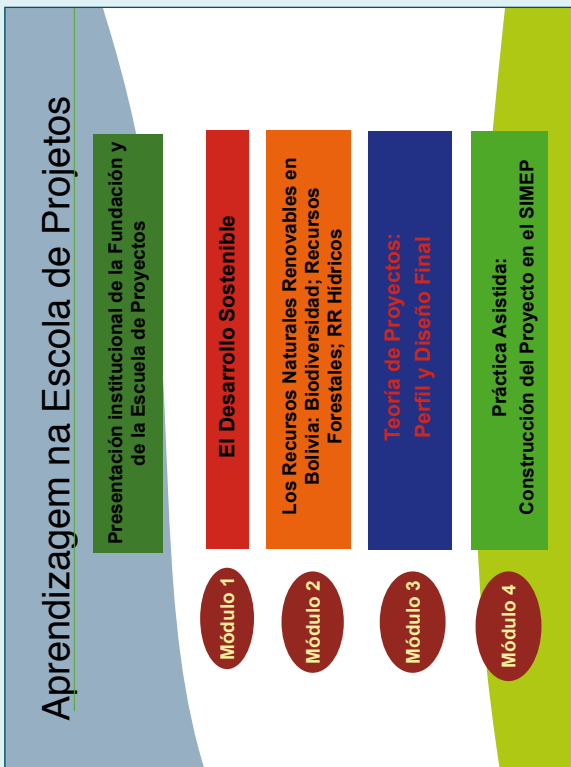 Aprendizagem na Escola de Projetos
Presentación institucional de la Fundación y
de la Escuela de Proyectos
Módulo 1
El Desarrollo Sostenible
Módulo 2
Los Recursos Naturales Renovables en
Bolivia: Biodiversidad; Recursos
Forestales; RR Hídricos
Módulo 3
Teoría de Proyectos:
Perfil y Diseño Final
Módulo 4
Práctica Asistida:
Construcción del Proyecto en el SIMEP